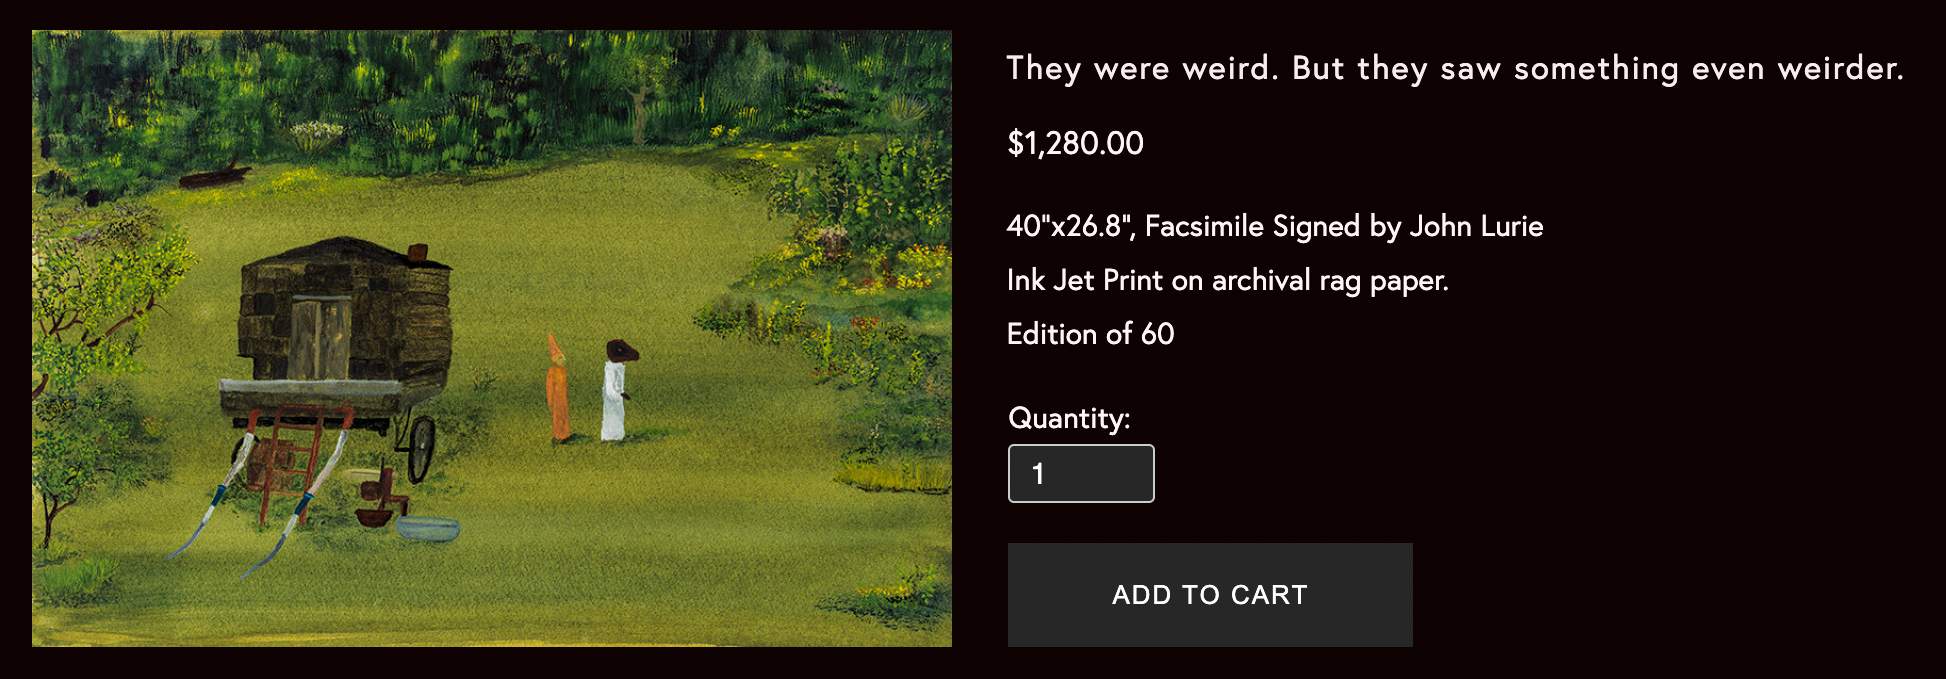 They were weird. But they saw something even weirder.
$1,280.00
40"x26.8", Facsimile Signed by John Lurie
Ink Jet Print on archival rag paper.
Edition of 60
Quantity:
1
ADD TO CART